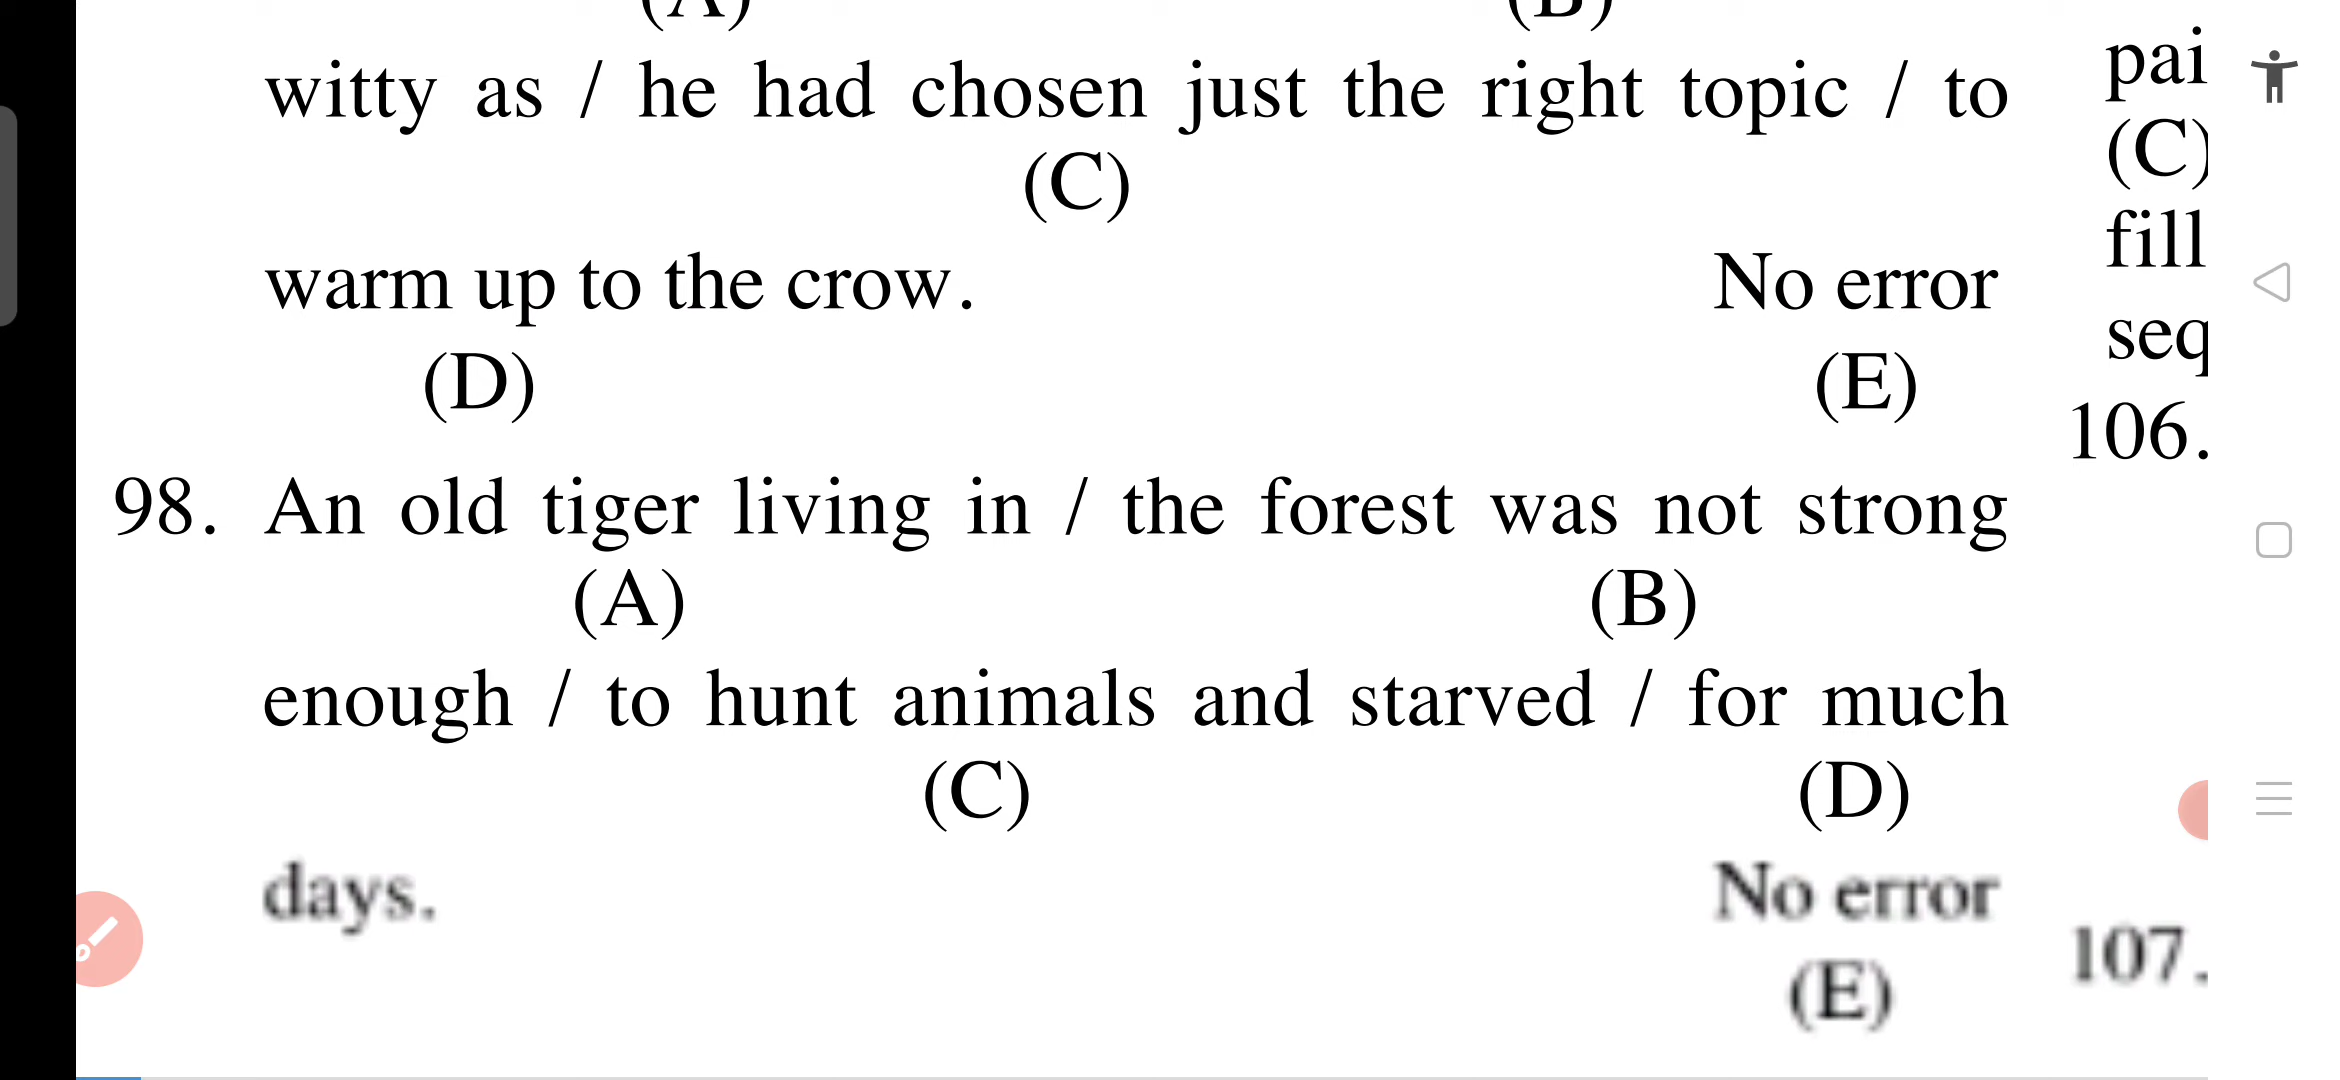 witty as / he had chosen just the right topic / to
(C)
warm up to the crow. No error
(D) (E)
98. An old tiger living in / the forest was not strong
(A) (B)
enough / to hunt animals and starved / for much
(C) (D)
days. No error
(E)
pai
(C)
fill
seq
106.
107.